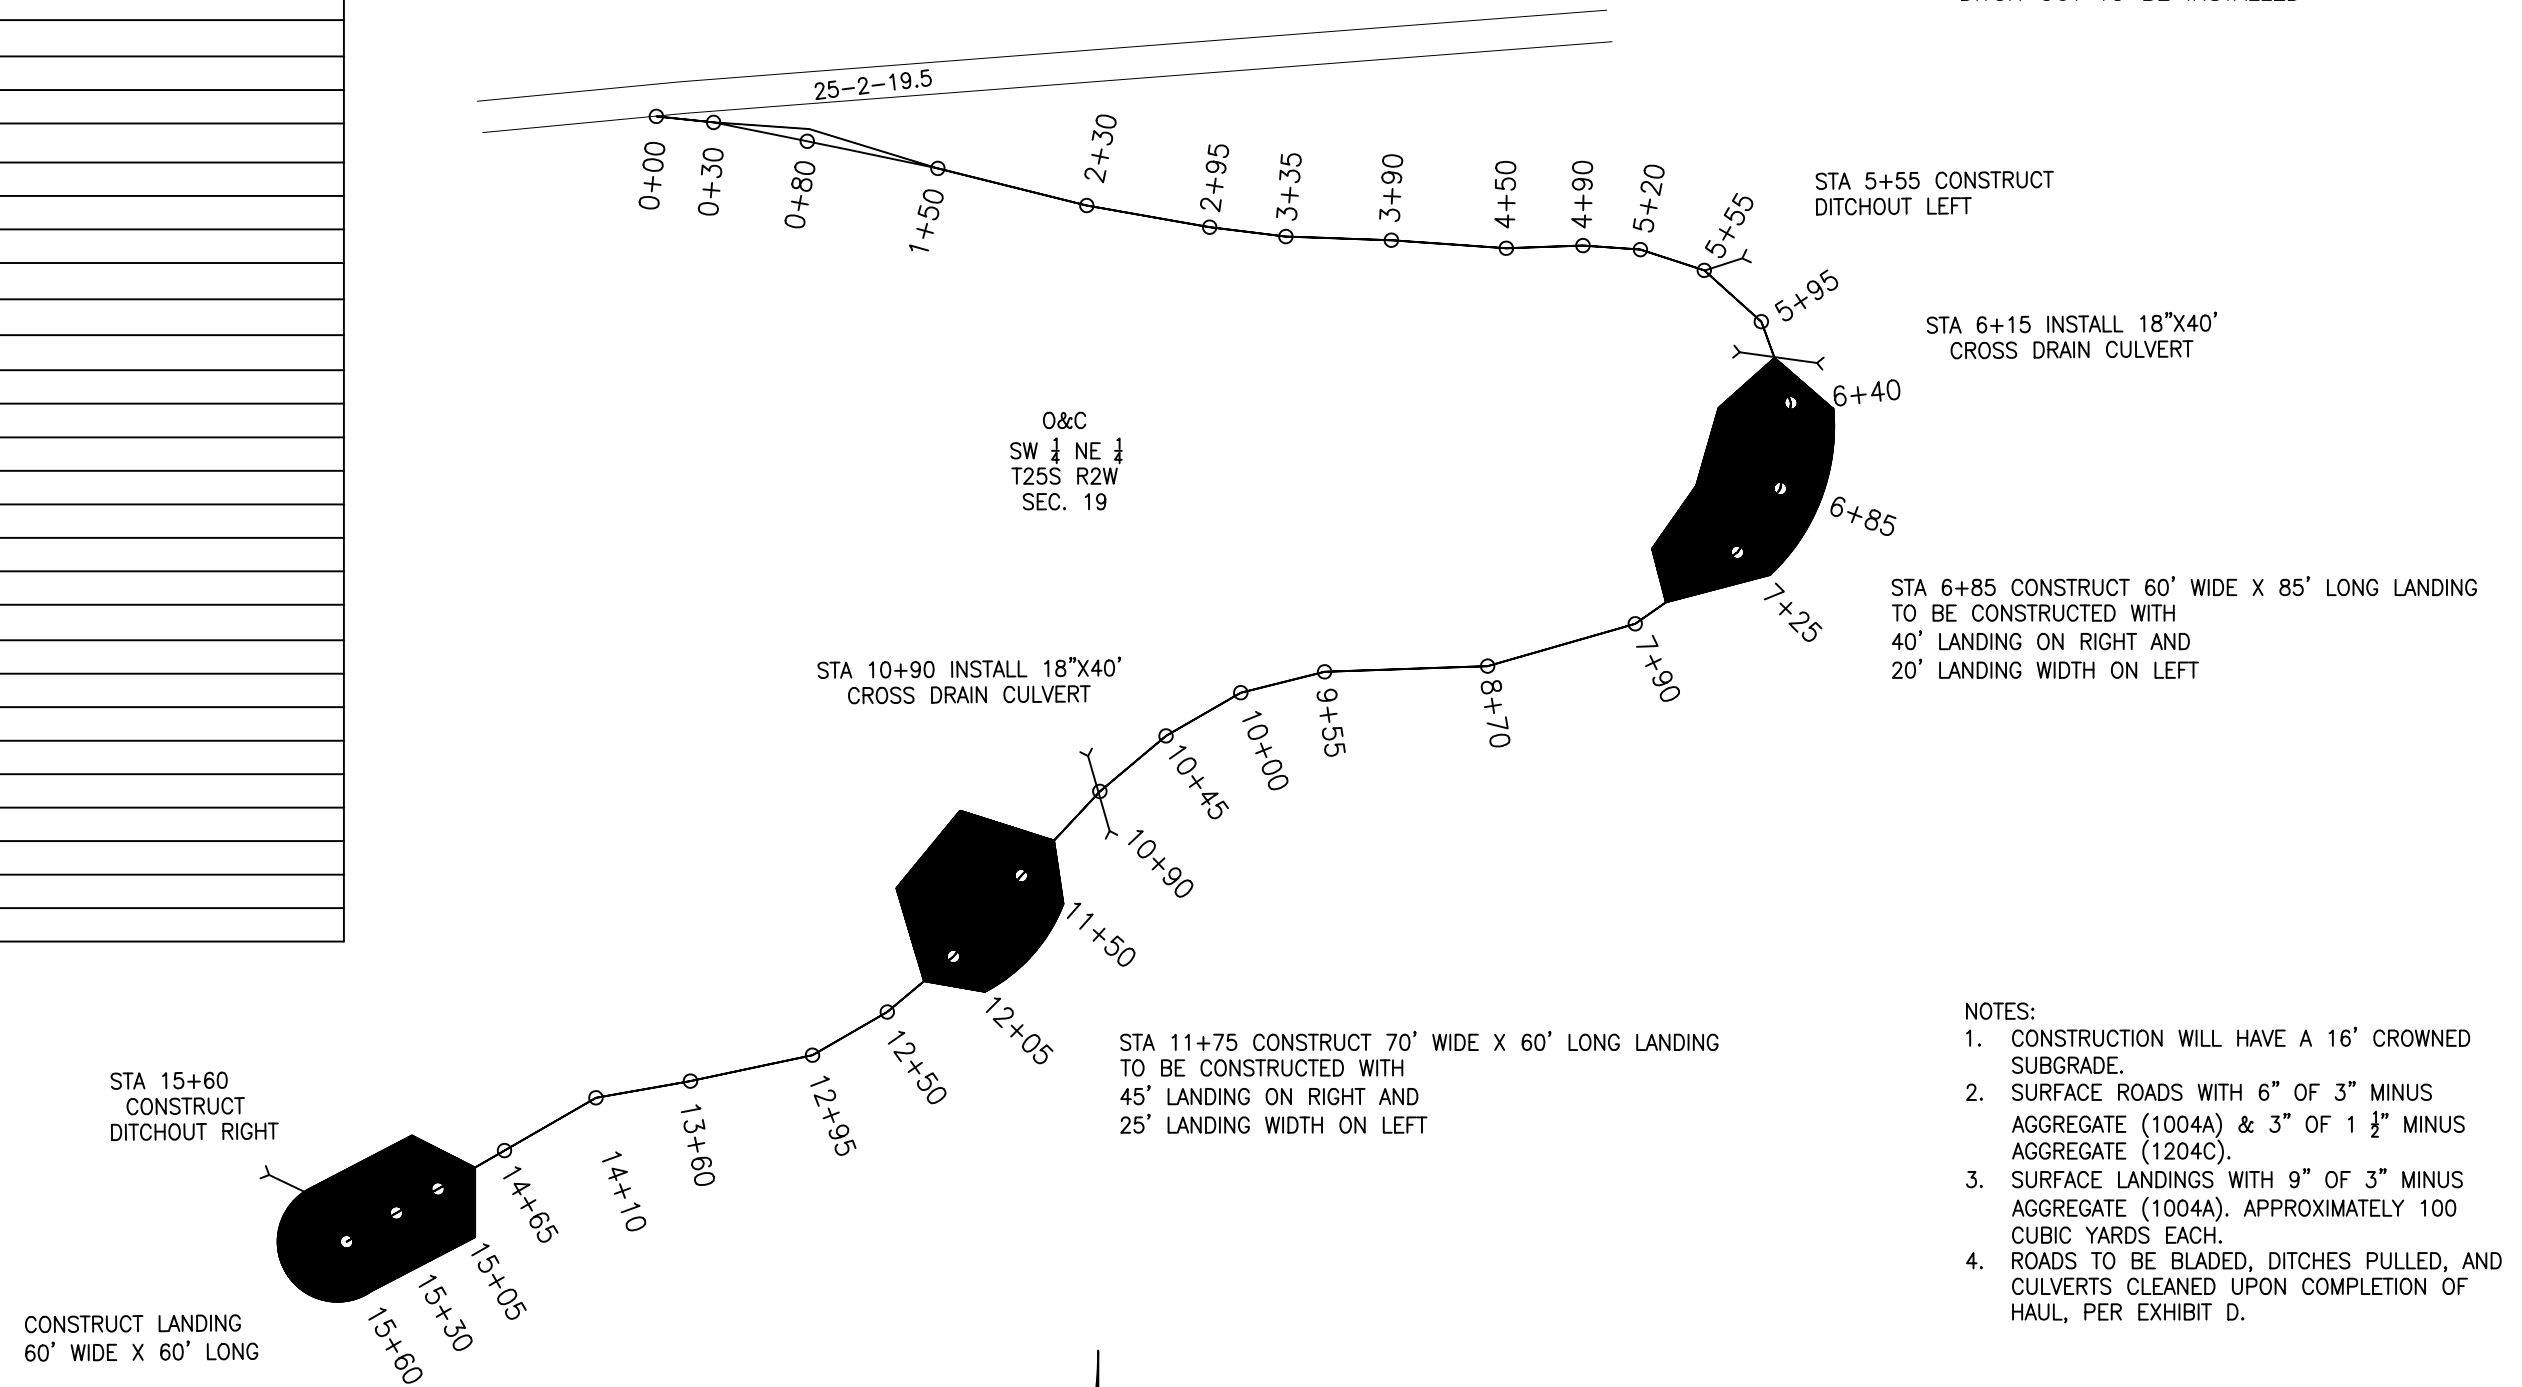 25-2-19.5
0+00
0+30
0+80
1+50
2+30
2+95
3+35
3+90
4+50
4+90
5+20
5+55
STA 5+55 CONSTRUCT
DITCHOUT LEFT
5+95
STA 6+15 INSTALL 18"X40'
CROSS DRAIN CULVERT
6+40
O&C
SW 1/4 NE 1/4
T25S R2W
SEC. 19
6+85
STA 6+85 CONSTRUCT 60' WIDE X 85' LONG LANDING
TO BE CONSTRUCTED WITH
40' LANDING ON RIGHT AND
20' LANDING WIDTH ON LEFT
7+25
7+90
8+70
9+55
10+00
10+45
STA 10+90 INSTALL 18"X40'
CROSS DRAIN CULVERT
10+90
11+50
12+05
STA 11+75 CONSTRUCT 70' WIDE X 60' LONG LANDING
TO BE CONSTRUCTED WITH
45' LANDING ON RIGHT AND
25' LANDING WIDTH ON LEFT
12+50
12+95
13+60
14+10
14+65
15+05
15+30
15+60
STA 15+60
CONSTRUCT
DITCHOUT RIGHT
CONSTRUCT LANDING
60' WIDE X 60' LONG
NOTES:
1. CONSTRUCTION WILL HAVE A 16' CROWNED
SUBGRADE.
2. SURFACE ROADS WITH 6" OF 3" MINUS
AGGREGATE (1004A) & 3" OF 1 1/2" MINUS
AGGREGATE (1204C).
3. SURFACE LANDINGS WITH 9" OF 3" MINUS
AGGREGATE (1004A). APPROXIMATELY 100
CUBIC YARDS EACH.
4. ROADS TO BE BLADED, DITCHES PULLED, AND
CULVERTS CLEANED UPON COMPLETION OF
HAUL, PER EXHIBIT D.